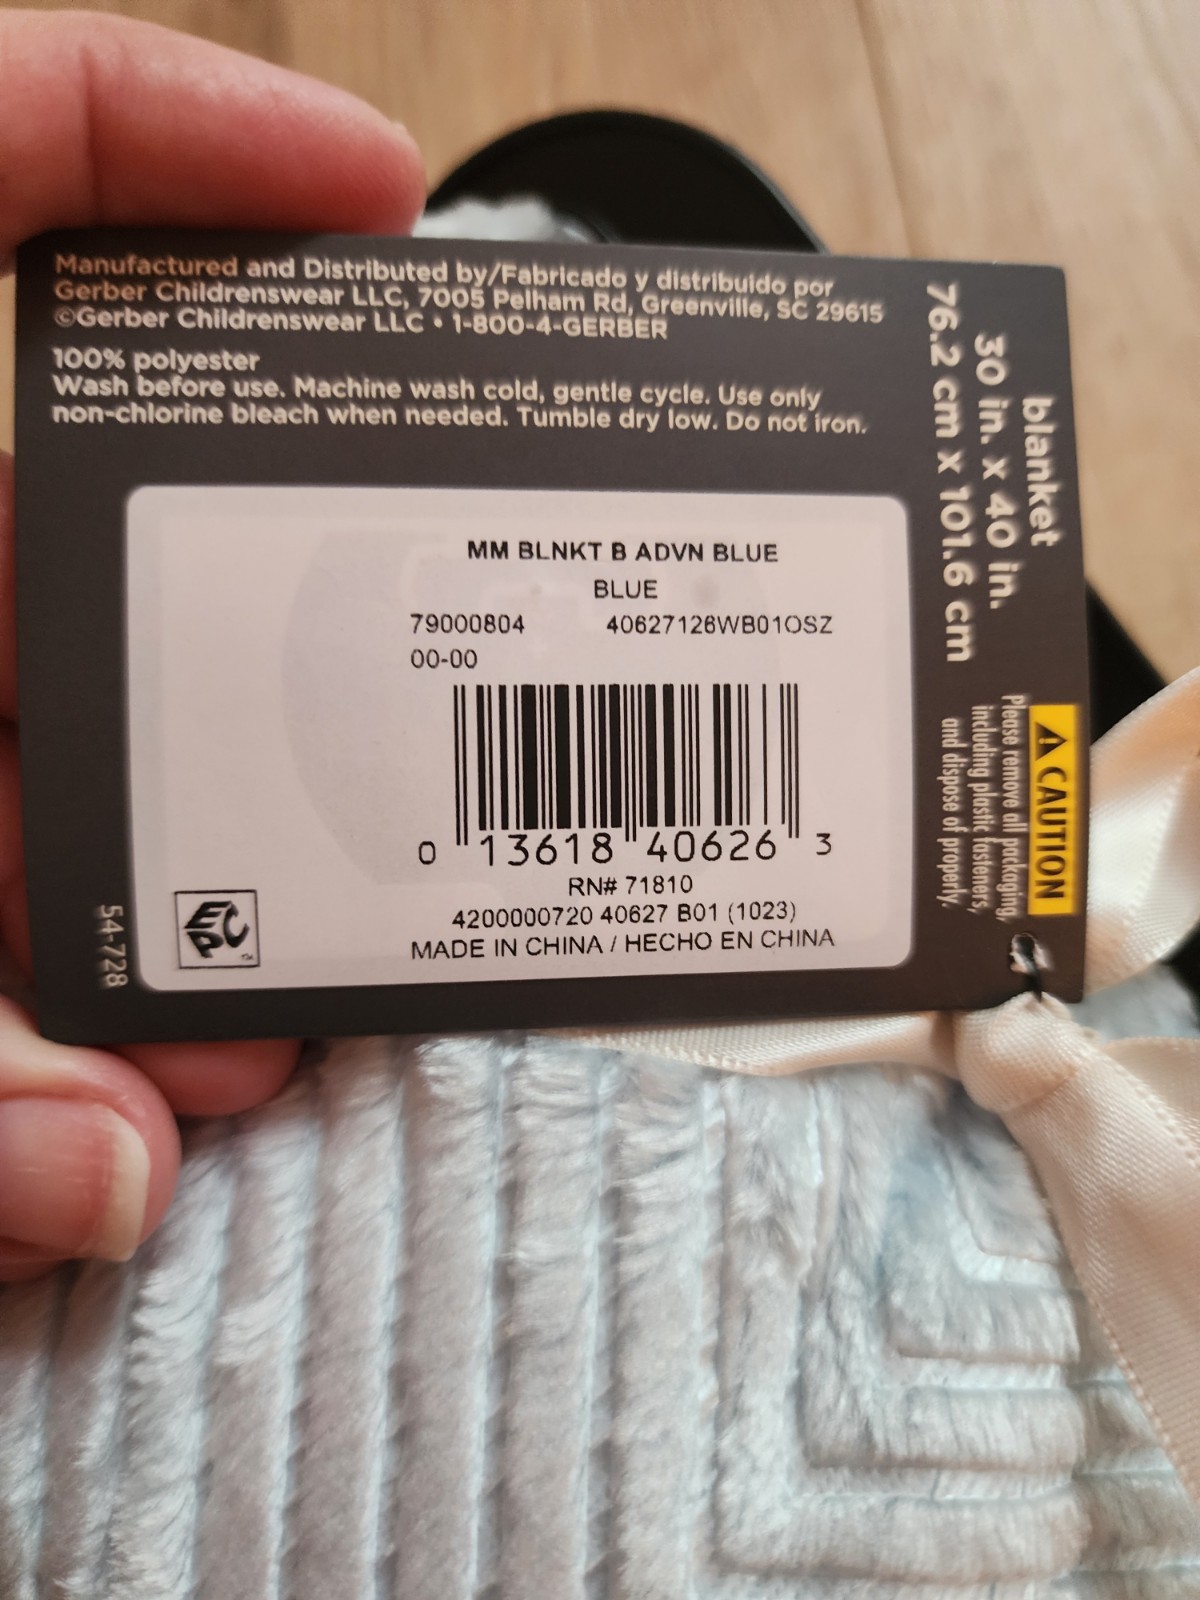 Manufactured and Distributed by/Fabricado y distribuido por
Gerber Childrenswear LLC, 7005 Pelham Rd, Greenville, SC 29615
©Gerber Childrenswear LLC • 1-800-4-GERBER
100% polyester
Wash before use. Machine wash cold, gentle cycle. Use only
non-chlorine bleach when needed. Tumble dry low. Do not iron.
MM BLNKT B ADVN BLUE
BLUE
79000804 40627126WB01OSZ
00-00
0 13618 40626 3
RN# 71810
4200000720 40627 B01 (1023)
MADE IN CHINA / HECHO EN CHINA
EPC™
54-728
blanket
30 in. x 40 in.
76.2 cm x 101.6 cm
⚠ CAUTION
Please remove all packaging,
including plastic fasteners,
and dispose of properly.